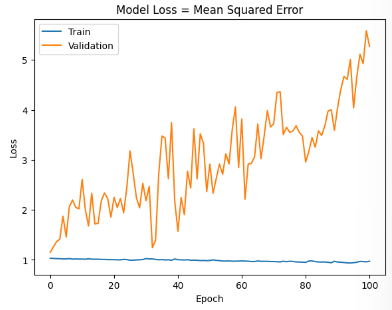 Model Loss = Mean Squared Error
Train
Validation
5
4
3
2
1
Loss
0 20 40 60 80 100
Epoch